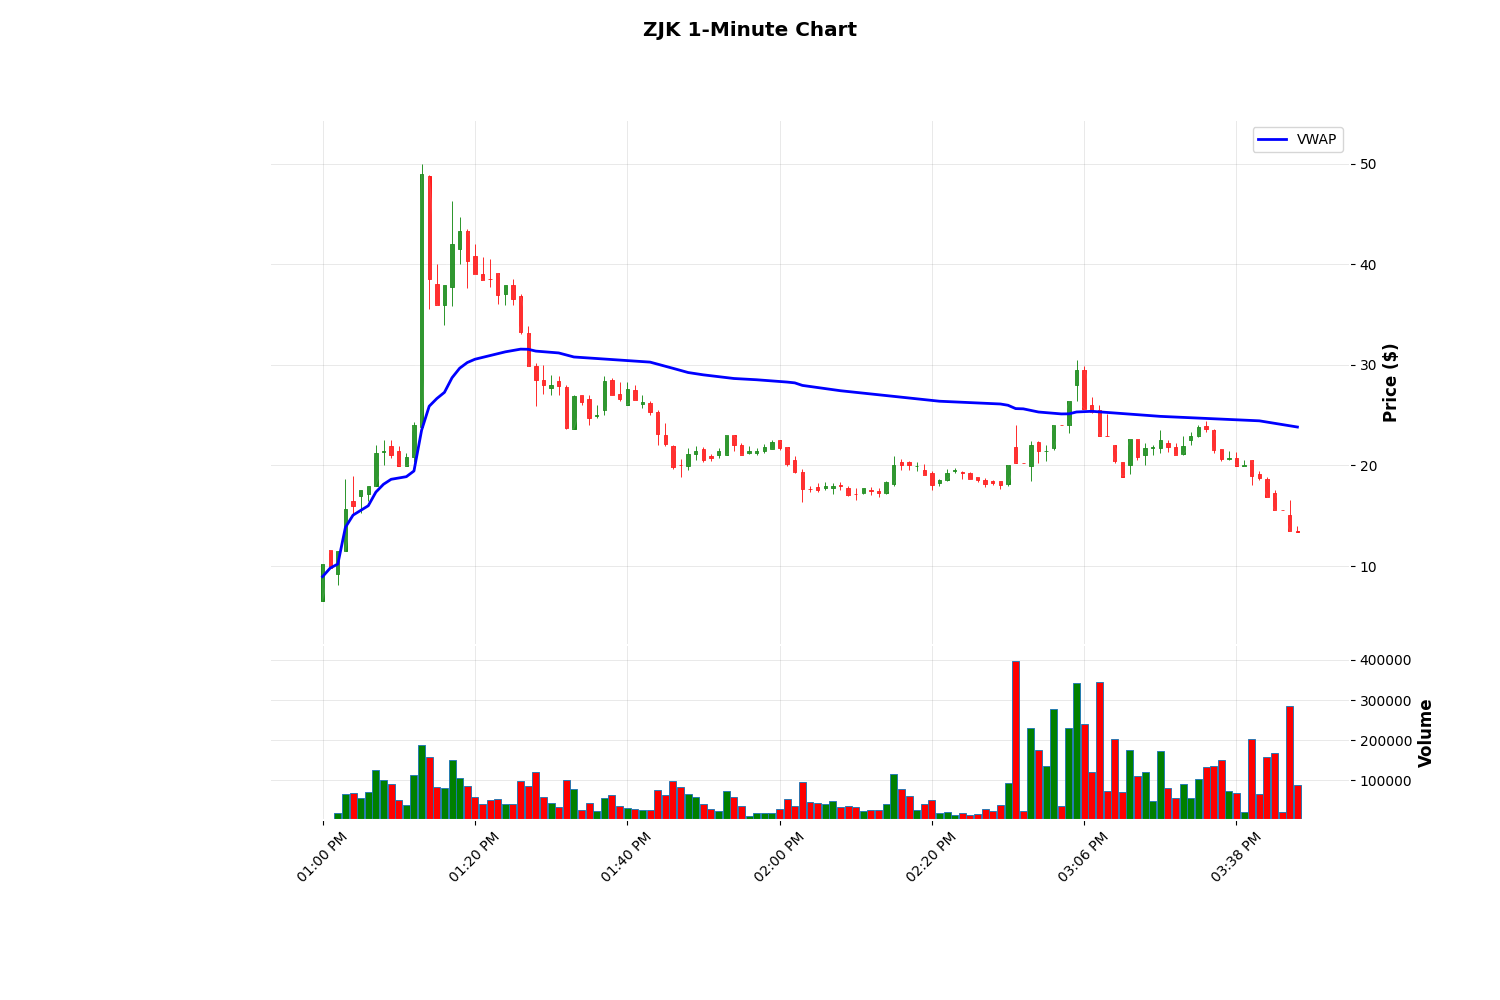 ZJK 1-Minute Chart
VWAP
50
40
30
20
10
Price ($)
400000
300000
200000
100000
Volume
01:00 PM
01:20 PM
01:40 PM
02:00 PM
02:20 PM
03:06 PM
03:38 PM